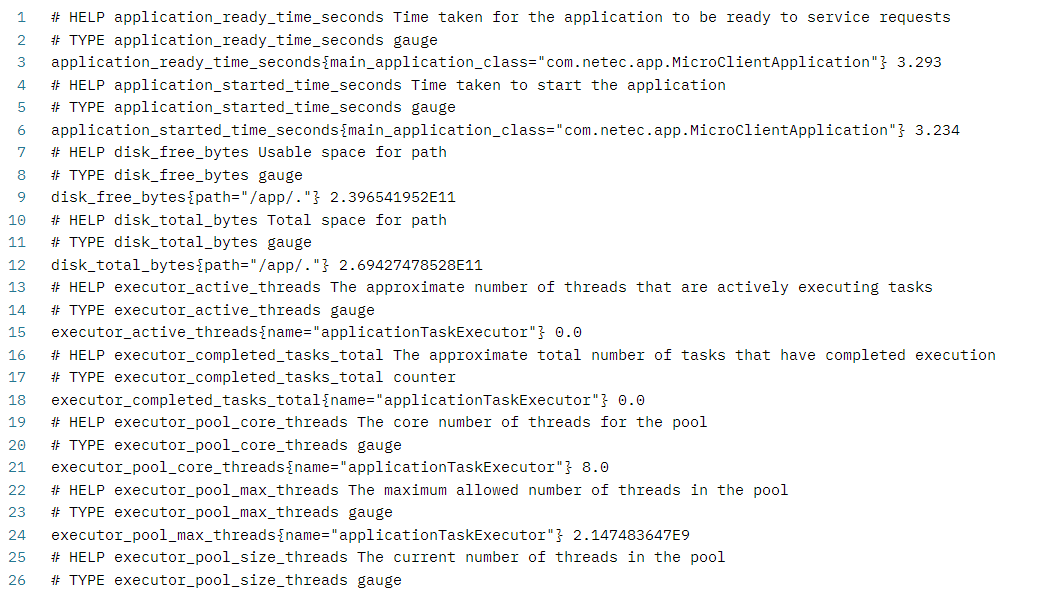 1 # HELP application_ready_time_seconds Time taken for the application to be ready to service requests
2 # TYPE application_ready_time_seconds gauge
3 application_ready_time_seconds{main_application_class="com.netec.app.MicroClientApplication"} 3.293
4 # HELP application_started_time_seconds Time taken to start the application
5 # TYPE application_started_time_seconds gauge
6 application_started_time_seconds{main_application_class="com.netec.app.MicroClientApplication"} 3.234
7 # HELP disk_free_bytes Usable space for path
8 # TYPE disk_free_bytes gauge
9 disk_free_bytes{path="/app/."} 2.396541952E11
10 # HELP disk_total_bytes Total space for path
11 # TYPE disk_total_bytes gauge
12 disk_total_bytes{path="/app/."} 2.69427478528E11
13 # HELP executor_active_threads The approximate number of threads that are actively executing tasks
14 # TYPE executor_active_threads gauge
15 executor_active_threads{name="applicationTaskExecutor"} 0.0
16 # HELP executor_completed_tasks_total The approximate total number of tasks that have completed execution
17 # TYPE executor_completed_tasks_total counter
18 executor_completed_tasks_total{name="applicationTaskExecutor"} 0.0
19 # HELP executor_pool_core_threads The core number of threads for the pool
20 # TYPE executor_pool_core_threads gauge
21 executor_pool_core_threads{name="applicationTaskExecutor"} 8.0
22 # HELP executor_pool_max_threads The maximum allowed number of threads in the pool
23 # TYPE executor_pool_max_threads gauge
24 executor_pool_max_threads{name="applicationTaskExecutor"} 2.147483647E9
25 # HELP executor_pool_size_threads The current number of threads in the pool
26 # TYPE executor_pool_size_threads gauge